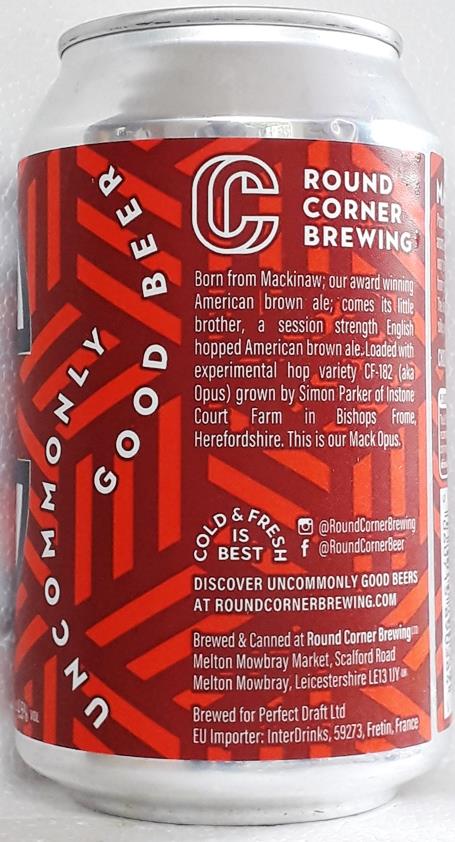 ROUND
CORNER
BREWING
Born from Mackinaw; our award winning
American brown ale; comes its little
brother, a session strength English
hopped American brown ale. Loaded with
experimental hop variety CF-182 (aka
Opus) grown by Simon Parker of Instone
Court Farm in Bishops Frome,
Herefordshire. This is our Mack Opus.
UNCOMMONLY
GOOD BEER
COLD & FRESH
IS
BEST
@RoundCornerBrewing
@RoundCornerBeer
DISCOVER UNCOMMONLY GOOD BEERS
AT ROUNDCORNERBREWING.COM
Brewed & Canned at Round Corner Brewing
Melton Mowbray Market, Scalford Road
Melton Mowbray, Leicestershire LE13 1JY UK
Brewed for Perfect Draft Ltd
EU Importer: InterDrinks, 59273, Fretin, France
VOL